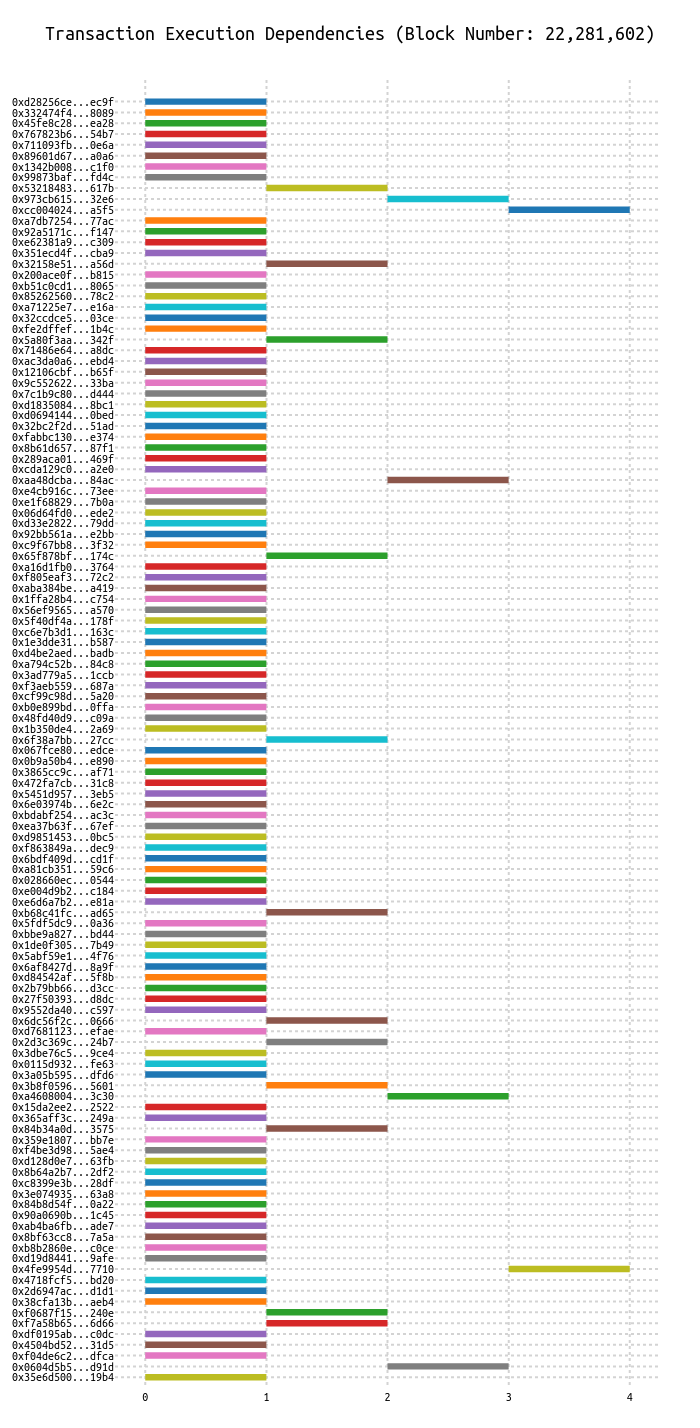 Transaction Execution Dependencies (Block Number: 22,281,602)
0xd28256ce...ec9f
0x332474f4...8089
0x45fe8c28...ea28
0x767823b6...54b7
0x711093fb...0e6a
0x89601d67...a0a6
0x1342b008...c1f0
0x99873baf...fd4c
0x53218483...617b
0x973cb615...32e6
0xcc004024...a5f5
0xa7db7254...77ac
0x92a5171c...f147
0xe62381a9...c309
0x351ecd4f...cba9
0x32158e51...a56d
0x200ace0f...b815
0xb51c0cd1...8065
0x85262560...78c2
0xa71225e7...e16a
0x32ccdce5...03ce
0xfe2dffef...1b4c
0x5a80f3aa...342f
0x71486e64...a8dc
0xac3da0a6...ebd4
0x12106cbf...b65f
0x9c552622...33ba
0x7c1b9c80...d444
0xd1835084...8bc1
0xd0694144...0bed
0x32bc2f2d...51ad
0xfabbc130...e374
0x8b61d657...87f1
0x289aca01...469f
0xcda129c0...a2e0
0xaa48dcba...84ac
0xe4cb916c...73ee
0xe1f68829...7b0a
0x06d64fd0...ede2
0xd33e2822...79dd
0x92bb561a...e2bb
0xc9f67bb8...3f32
0x65f878bf...174c
0xa16d1fb0...3764
0xf805eaf3...72c2
0xaba384be...a419
0x1ffa28b4...c754
0x56ef9565...a570
0x5f40df4a...178f
0xc6e7b3d1...163c
0x1e3dde31...b587
0xd4be2aed...badb
0xa794c52b...84c8
0x3ad779a5...1ccb
0xf3aeb559...687a
0xcf99c98d...5a20
0xb0e899bd...0ffa
0x48fd40d9...c09a
0x1b350de4...2a69
0x6f38a7bb...27cc
0x067fce80...edce
0x0b9a50b4...e890
0x3865cc9c...af71
0x472fa7cb...31c8
0x5451d957...3eb5
0x6e03974b...6e2c
0xbdabf254...ac3c
0xea37b63f...67ef
0xd9851453...0bc5
0xf863849a...dec9
0x6bdf409d...cd1f
0xa81cb351...59c6
0x028660ec...0544
0xe004d9b2...c184
0xe6d6a7b2...e81a
0xb68c41fc...ad65
0x5fdf5dc9...0a36
0xbbe9a827...bd44
0x1de0f305...7b49
0x5abf59e1...4f76
0x6af8427d...8a9f
0xd84542af...5f8b
0x2b79bb66...d3cc
0x27f50393...d8dc
0x9552da40...c597
0x6dc56f2c...0666
0xd7681123...efae
0x2d3c369c...24b7
0x3dbe76c5...9ce4
0x0115d932...fe63
0x3a05b595...dfd6
0x3b8f0596...5601
0xa4608004...3c30
0x15da2ee2...2522
0x365aff3c...249a
0x84b34a0d...3575
0x359e1807...bb7e
0xf4be3d98...5ae4
0xd128d0e7...63fb
0x8b64a2b7...2df2
0xc8399e3b...28df
0x3e074935...63a8
0x84b8d54f...0a22
0x90a0690b...1c45
0xab4ba6fb...ade7
0x8bf63cc8...7a5a
0xb8b2860e...c0ce
0xd19d8441...9afe
0x4fe9954d...7710
0x4718fcf5...bd20
0x2d6947ac...d1d1
0x38cfa13b...aeb4
0xf0687f15...240e
0xf7a58b65...6d66
0xdf0195ab...c0dc
0x4504bd52...31d5
0xf04de6c2...dfca
0x0604d5b5...d91d
0x35e6d500...19b4
0 1 2 3 4